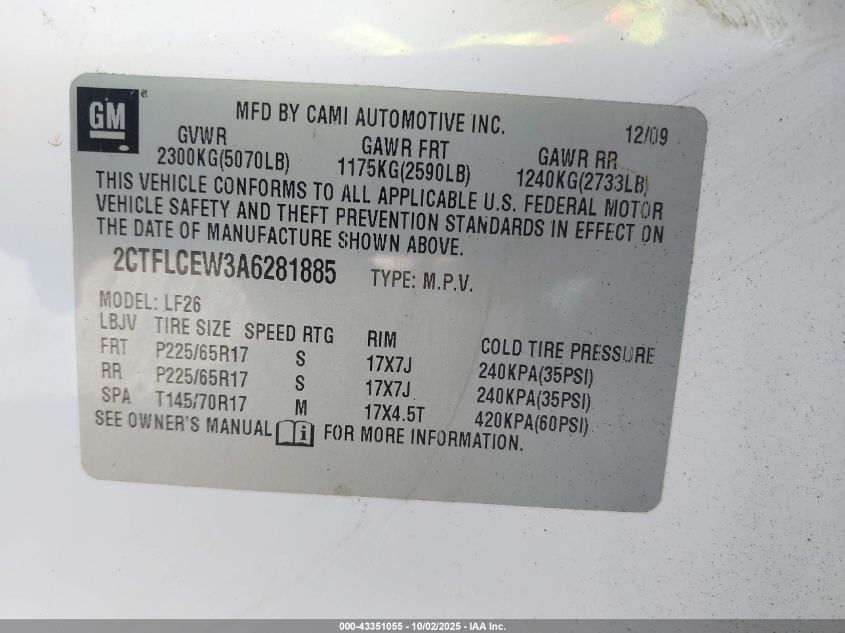 GM ®
MFD BY CAMI AUTOMOTIVE INC.
12/09
GVWR GAWR FRT GAWR RR
2300KG(5070LB) 1175KG(2590LB) 1240KG(2733LB)
THIS VEHICLE CONFORMS TO ALL APPLICABLE U.S. FEDERAL MOTOR
VEHICLE SAFETY AND THEFT PREVENTION STANDARDS IN EFFECT ON
THE DATE OF MANUFACTURE SHOWN ABOVE.
2CTFLCEW3A6281885 TYPE: M.P.V.
MODEL: LF26
LBJV TIRE SIZE SPEED RTG RIM COLD TIRE PRESSURE
FRT P225/65R17 S 17X7J 240KPA(35PSI)
RR P225/65R17 S 17X7J 240KPA(35PSI)
SPA T145/70R17 M 17X4.5T 420KPA(60PSI)
SEE OWNER'S MANUAL i FOR MORE INFORMATION.
000-43351055 - 10/02/2025 - IAA Inc.